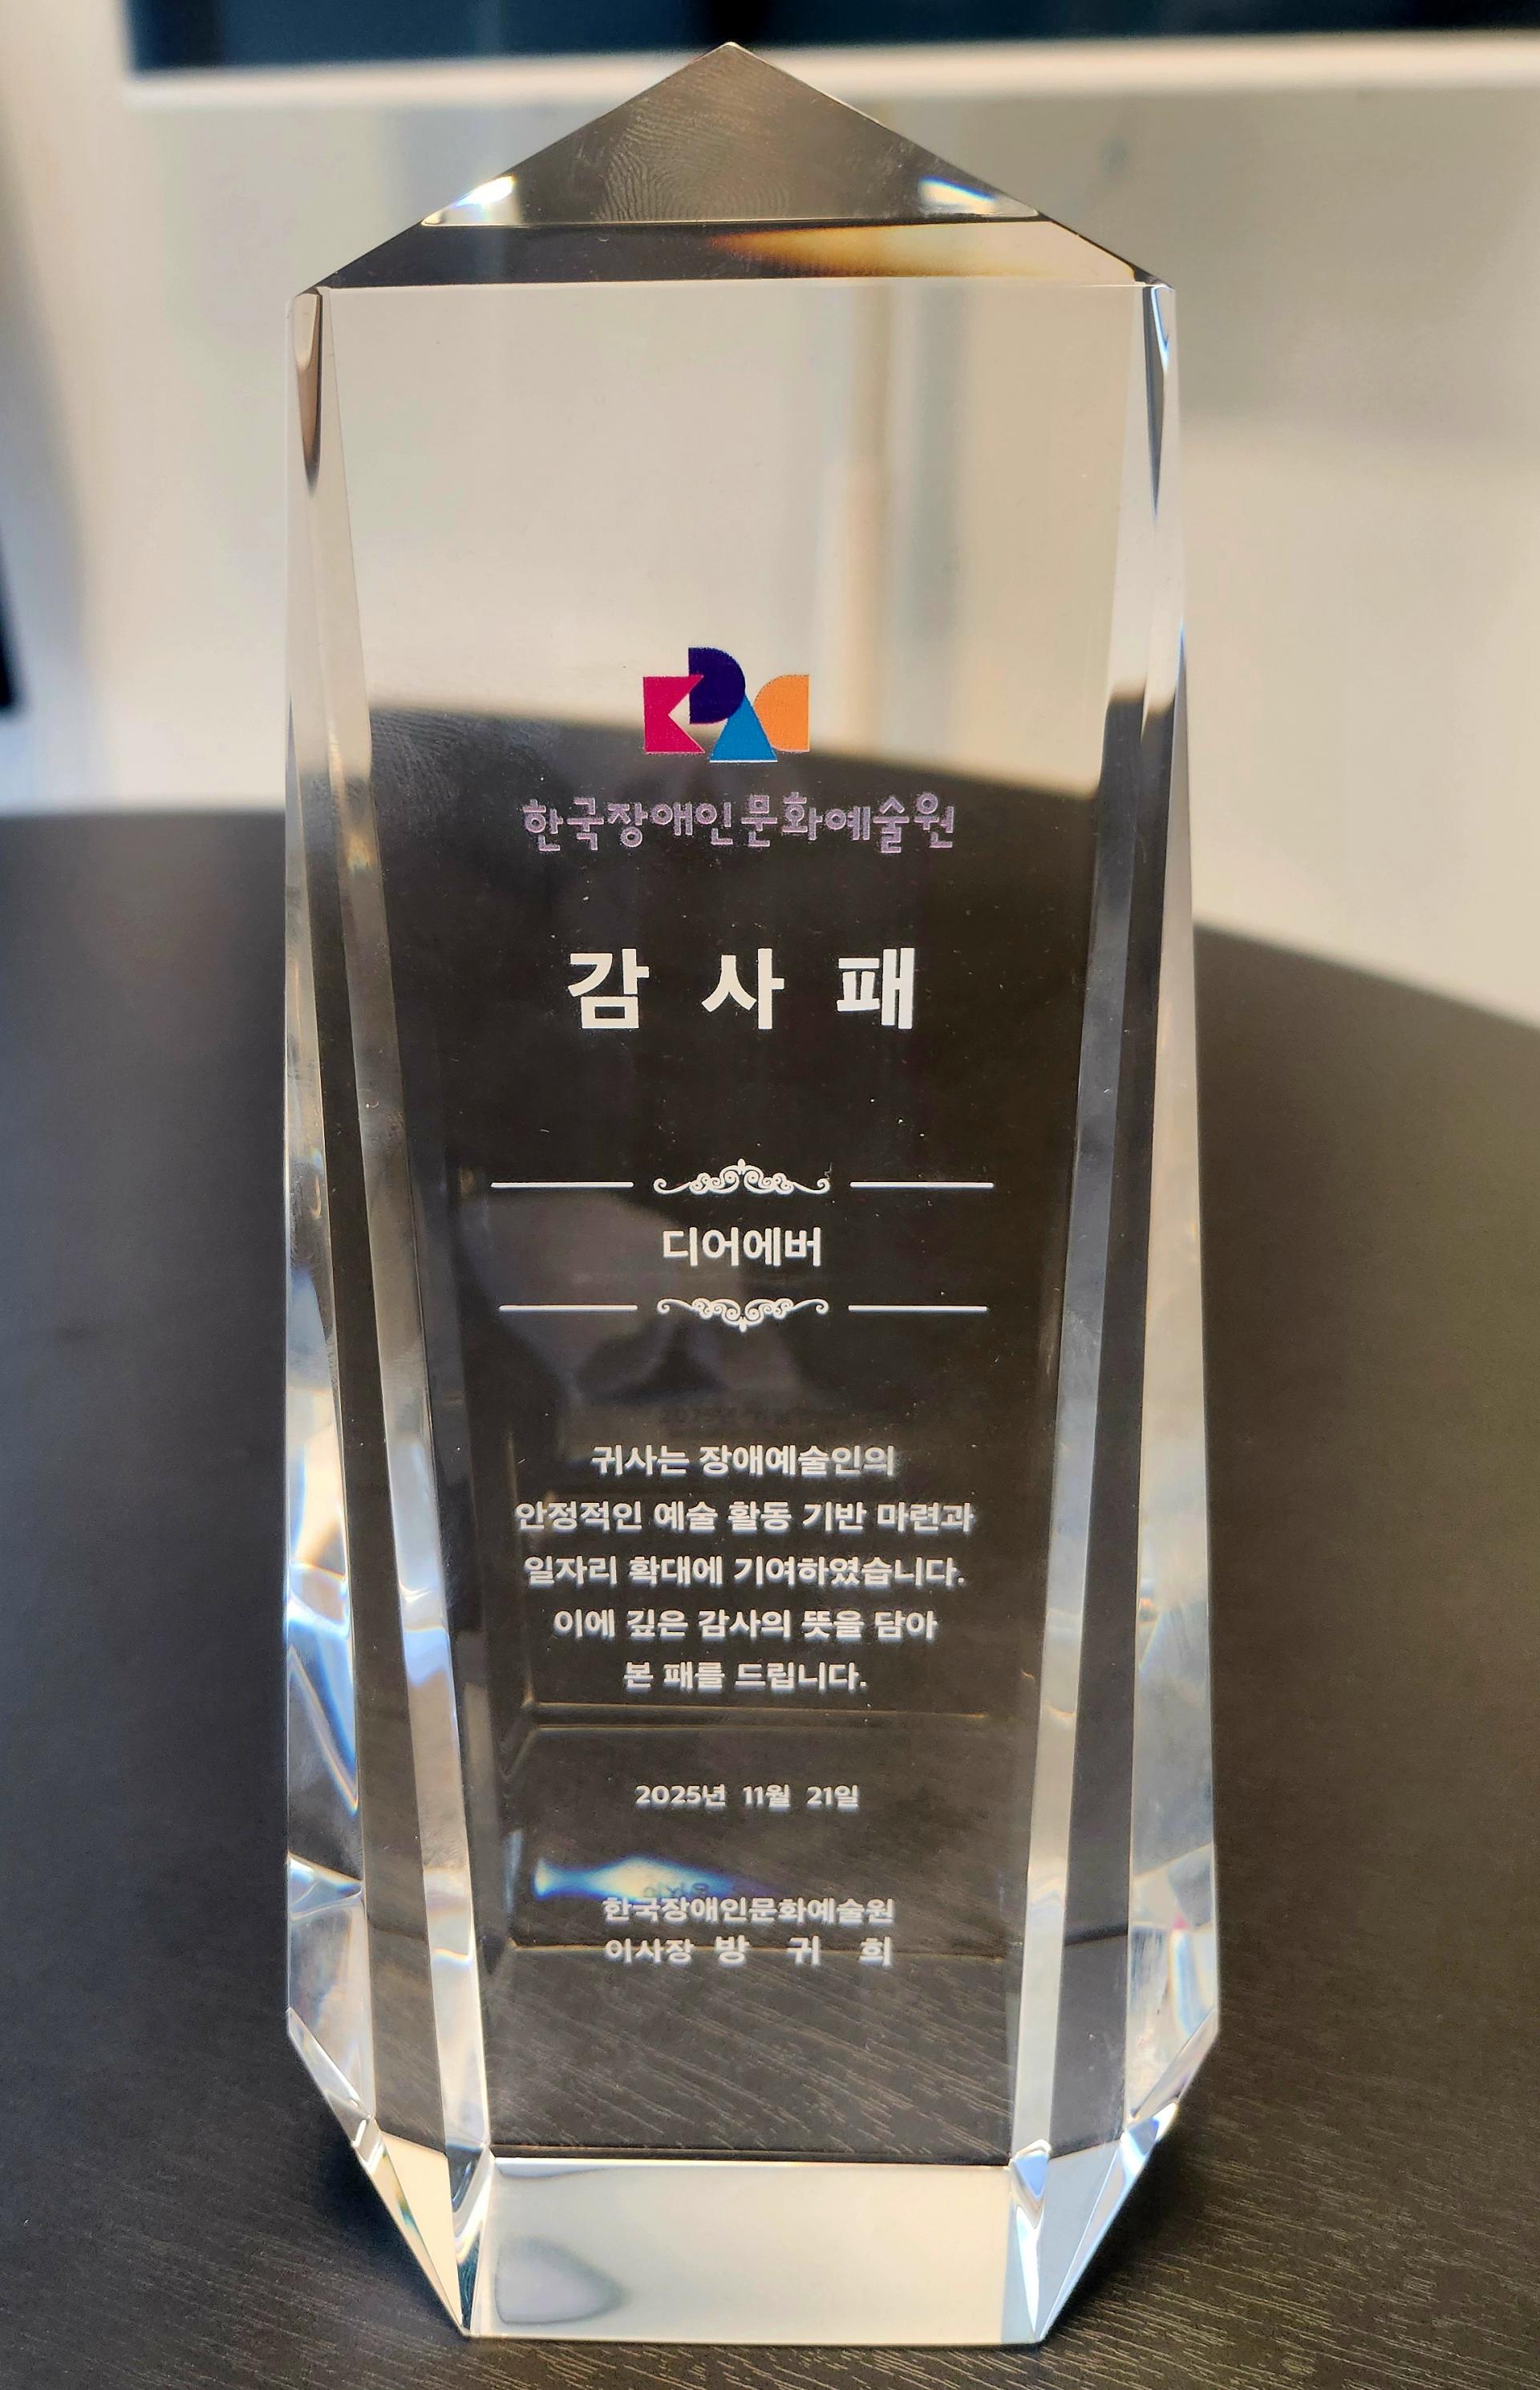 한국장애인문화예술원
감 사 패
디어에버
귀사는 장애예술인의
안정적인 예술 활동 기반 마련과
일자리 확대에 기여하였습니다.
이에 깊은 감사의 뜻을 담아
본 패를 드립니다.
2025년 11월 21일
한국장애인문화예술원
이사장 방 귀 희